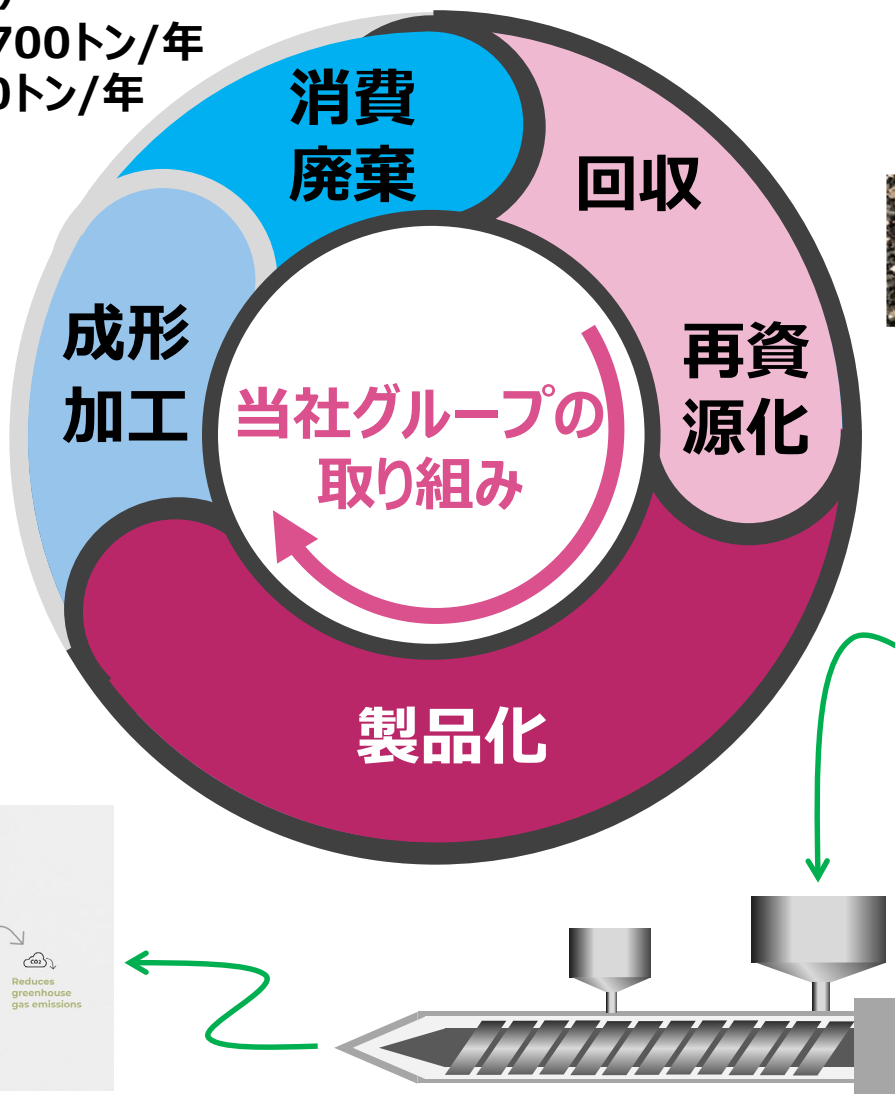 700トン/年
0トン/年
消費
廃棄
回収
再資
源化
成形
加工
当社グループの
取り組み
製品化
CO2
Reduces
greenhouse
gas emissions